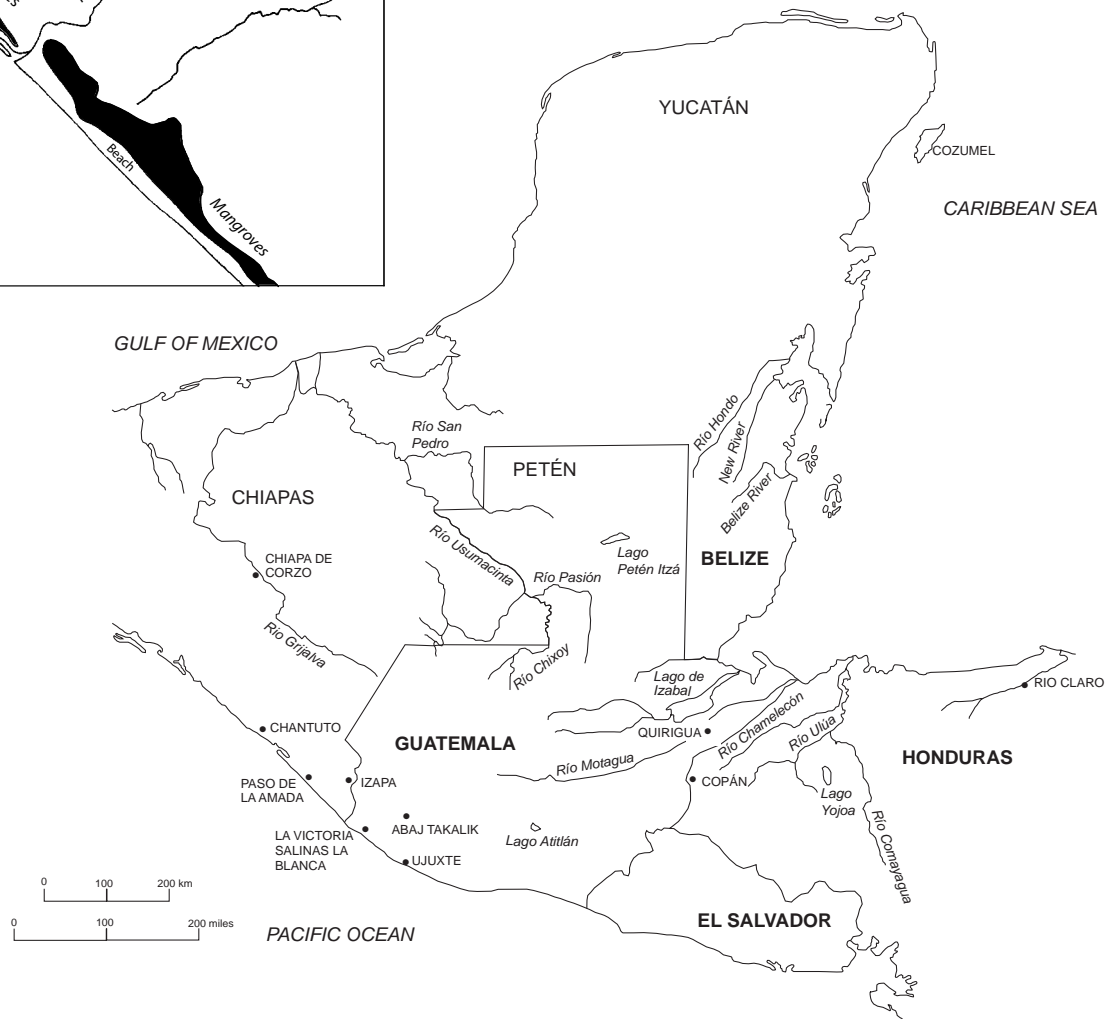 Beach
Mangroves
YUCATÁN
COZUMEL
CARIBBEAN SEA
GULF OF MEXICO
Río San
Pedro
PETÉN
Río Hondo
New River
Belize River
CHIAPAS
Río Usumacinta
Lago
Petén Itzá
BELIZE
CHIAPA DE
CORZO
Río Pasión
Río Grijalva
Río Chixoy
Lago de
Izabal
RIO CLARO
CHANTUTO
GUATEMALA
QUIRIGUA
Río Chamelecón
Río Ulúa
HONDURAS
Río Motagua
PASO DE
LA AMADA
IZAPA
COPÁN
Lago
Yojoa
LA VICTORIA
SALINAS LA
BLANCA
ABAJ TAKALIK
Lago Atitlán
Río Comayagua
UJUXTE
0 100 200 km
0 100 200 miles
PACIFIC OCEAN
EL SALVADOR